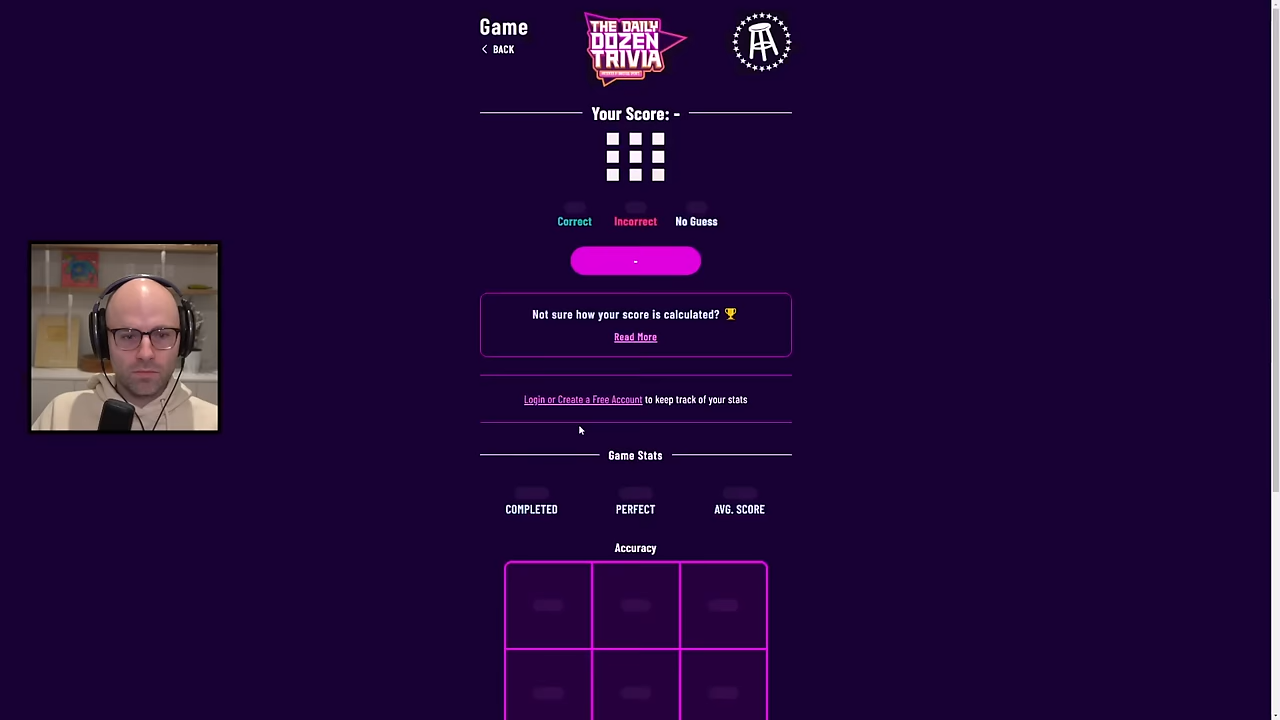 Game
BACK
THE DAILY
DOZEN
TRIVIA
Your Score: -
Correct
Incorrect
No Guess
-
Not sure how your score is calculated? 🏆
Read More
Login or Create a Free Account to keep track of your stats
Game Stats
COMPLETED
PERFECT
AVG. SCORE
Accuracy